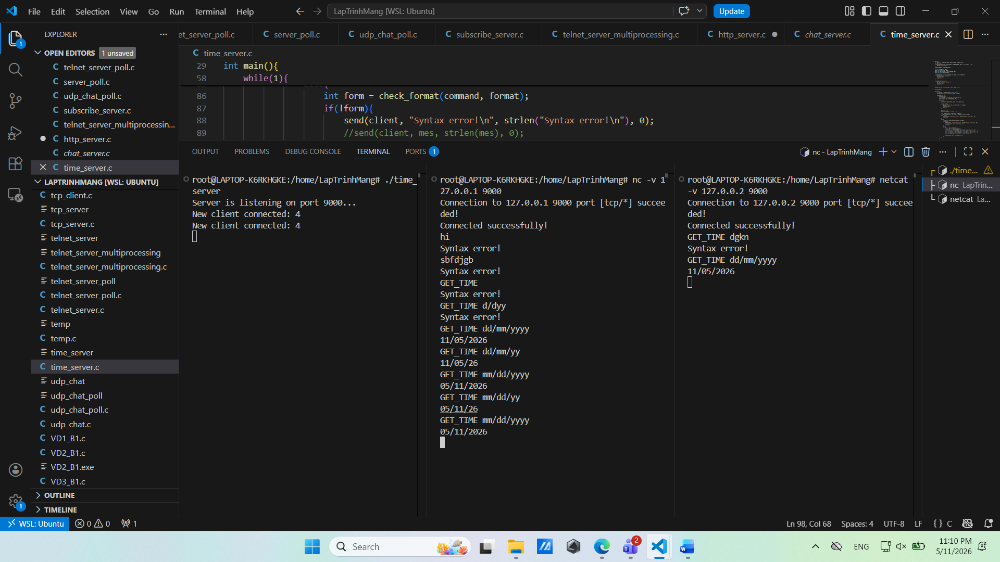 File Edit Selection View Go Run Terminal Help
LapTrinhMang [WSL: Ubuntu]
Update
EXPLORER
OPEN EDITORS 1 unsaved
telnet_server_poll.c
server_poll.c
udp_chat_poll.c
subscribe_server.c
telnet_server_multiprocessin...
http_server.c
chat_server.c
time_server.c
LAPTRINHMANG [WSL: UBUNTU]
tcp_client.c
tcp_server
tcp_server.c
telnet_server
telnet_server_multiprocessing
telnet_server_multiprocessing.c
telnet_server_poll
telnet_server_poll.c
telnet_server.c
temp
temp.c
time_server
time_server.c
udp_chat
udp_chat_poll
udp_chat_poll.c
udp_chat.c
VD1_B1.c
VD2_B1.c
VD2_B1.exe
VD3_B1.c
OUTLINE
TIMELINE
et_server_poll.c server_poll.c udp_chat_poll.c subscribe_server.c telnet_server_multiprocessing.c http_server.c chat_server.c time_server.c
time_server.c
29 int main(){
58 while(1){
86 int form = check_format(command, format);
87 if(!form){
88 send(client, "Syntax error!\n", strlen("Syntax error!\n"), 0);
89 //send(client, mes, strlen(mes), 0);
OUTPUT PROBLEMS DEBUG CONSOLE TERMINAL PORTS 1
nc - LapTrinhMang
root@LAPTOP-K6RKHGKE:/home/LapTrinhMang# ./time_
server
Server is listening on port 9000...
New client connected: 4
New client connected: 4
root@LAPTOP-K6RKHGKE:/home/LapTrinhMang# nc -v 1
27.0.0.1 9000
Connection to 127.0.0.1 9000 port [tcp/*] succee
ded!
Connected successfully!
hi
Syntax error!
sbfdjgb
Syntax error!
GET_TIME
Syntax error!
GET_TIME đ/đyy
Syntax error!
GET_TIME dd/mm/yyyy
11/05/2026
GET_TIME dd/mm/yy
11/05/26
GET_TIME mm/dd/yyyy
05/11/2026
GET_TIME mm/dd/yy
05/11/26
GET_TIME mm/dd/yyyy
05/11/2026
root@LAPTOP-K6RKHGKE:/home/LapTrinhMang# netcat
-v 127.0.0.2 9000
Connection to 127.0.0.2 9000 port [tcp/*] succee
ded!
Connected successfully!
GET_TIME dgkn
Syntax error!
GET_TIME dd/mm/yyyy
11/05/2026
./time...
nc LapTrin...
netcat La...
WSL: Ubuntu 0 0 1
Ln 98, Col 68 Spaces: 4 UTF-8 LF {} C
Search
2
ENG
11:10 PM
5/11/2026